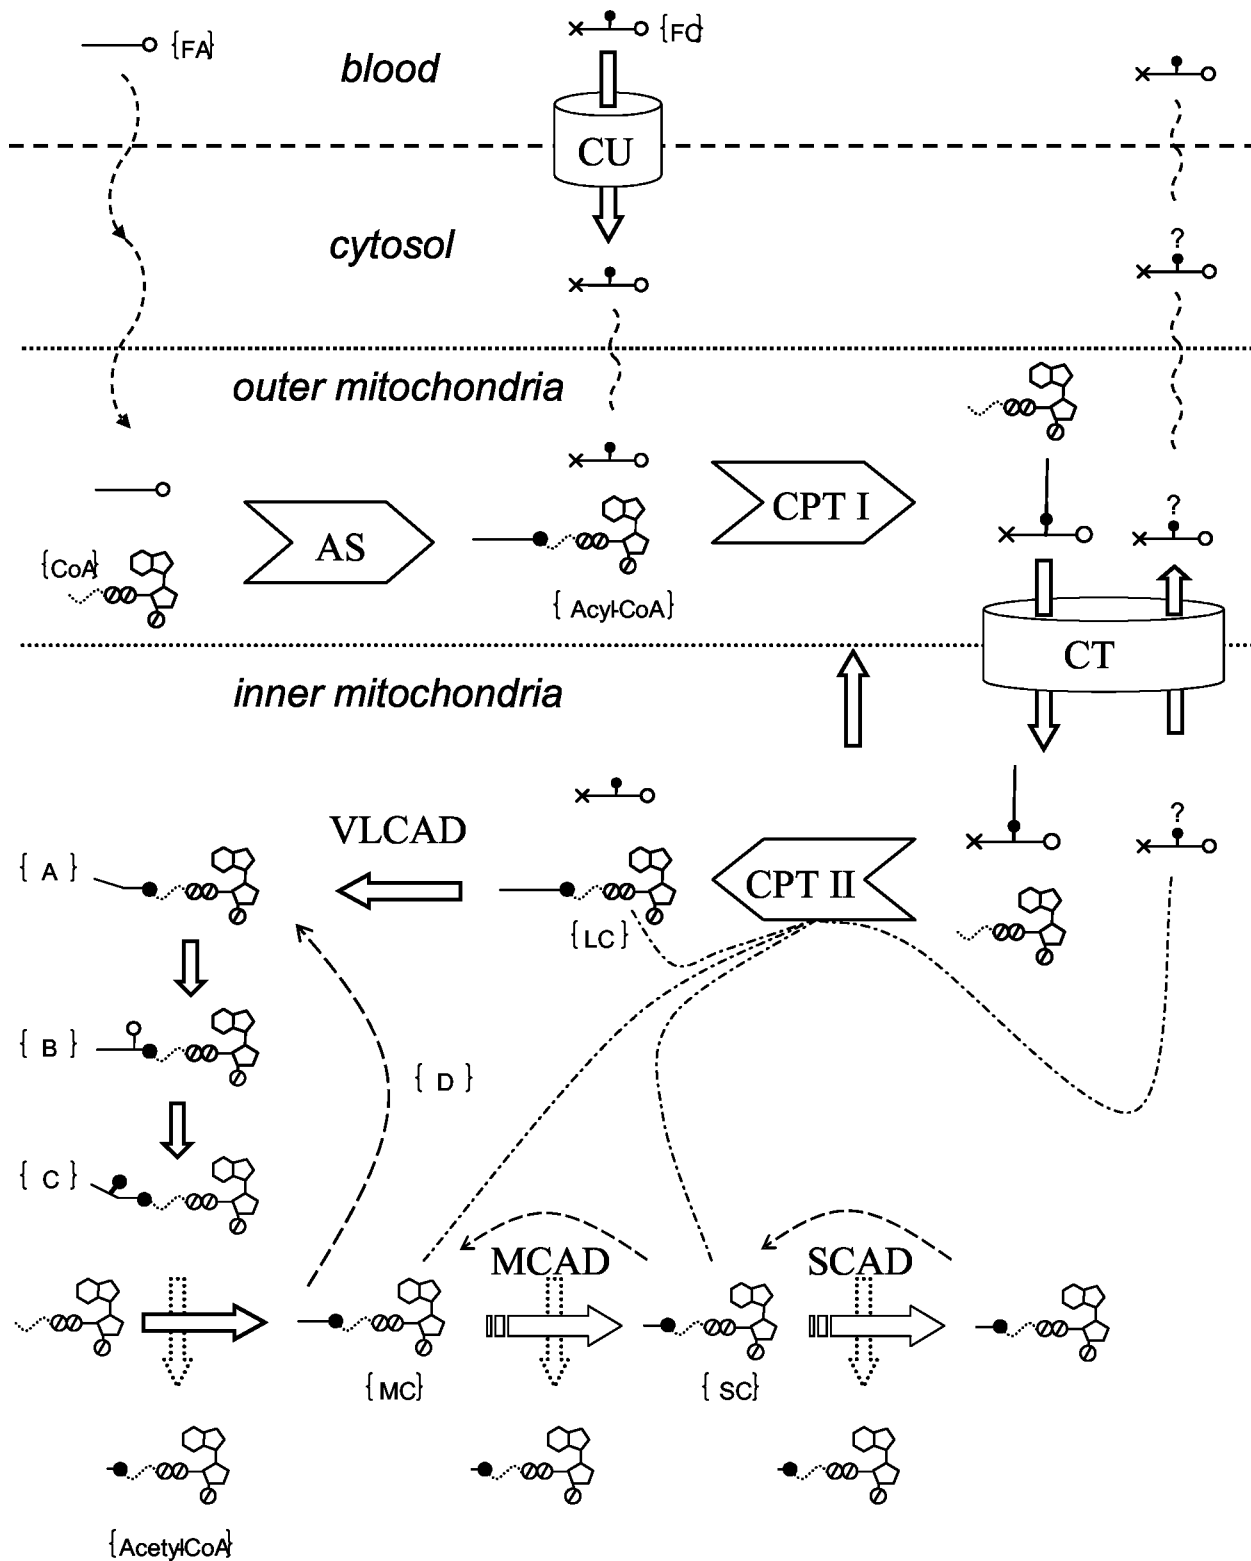 {FA}
{FC}
blood
CU
cytosol
?
outer mitochondria
CPT I
?
AS
{CoA}
{Acyl-CoA}
CT
inner mitochondria
?
VLCAD
{A}
CPT II
{LC}
{B}
{D}
{C}
MCAD
SCAD
{MC}
{SC}
{Acetyl-CoA}